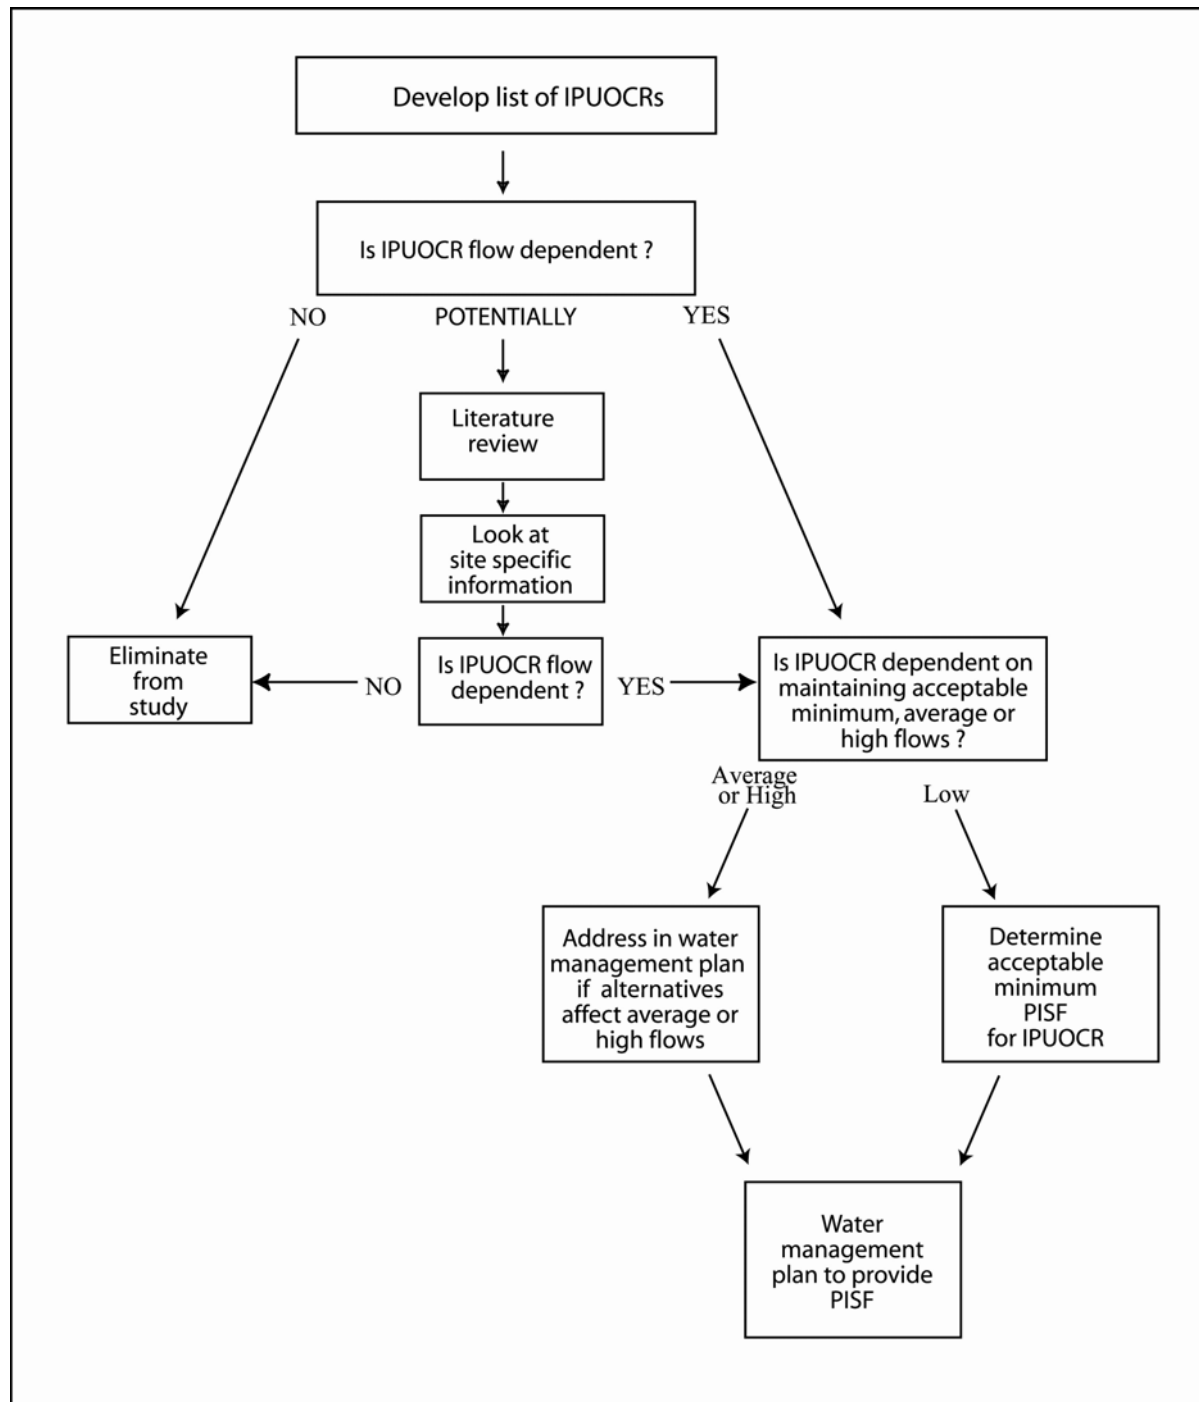 Develop list of IPUOCRs
Is IPUOCR flow dependent ?
NO
POTENTIALLY
YES
Literature
review
Look at
site specific
information
Eliminate
from
study
NO
Is IPUOCR flow
dependent ?
YES
Is IPUOCR dependent on
maintaining acceptable
minimum, average or
high flows ?
Average
or High
Low
Address in water
management plan
if alternatives
affect average or
high flows
Determine
acceptable
minimum
PISF
for IPUOCR
Water
management
plan to provide
PISF